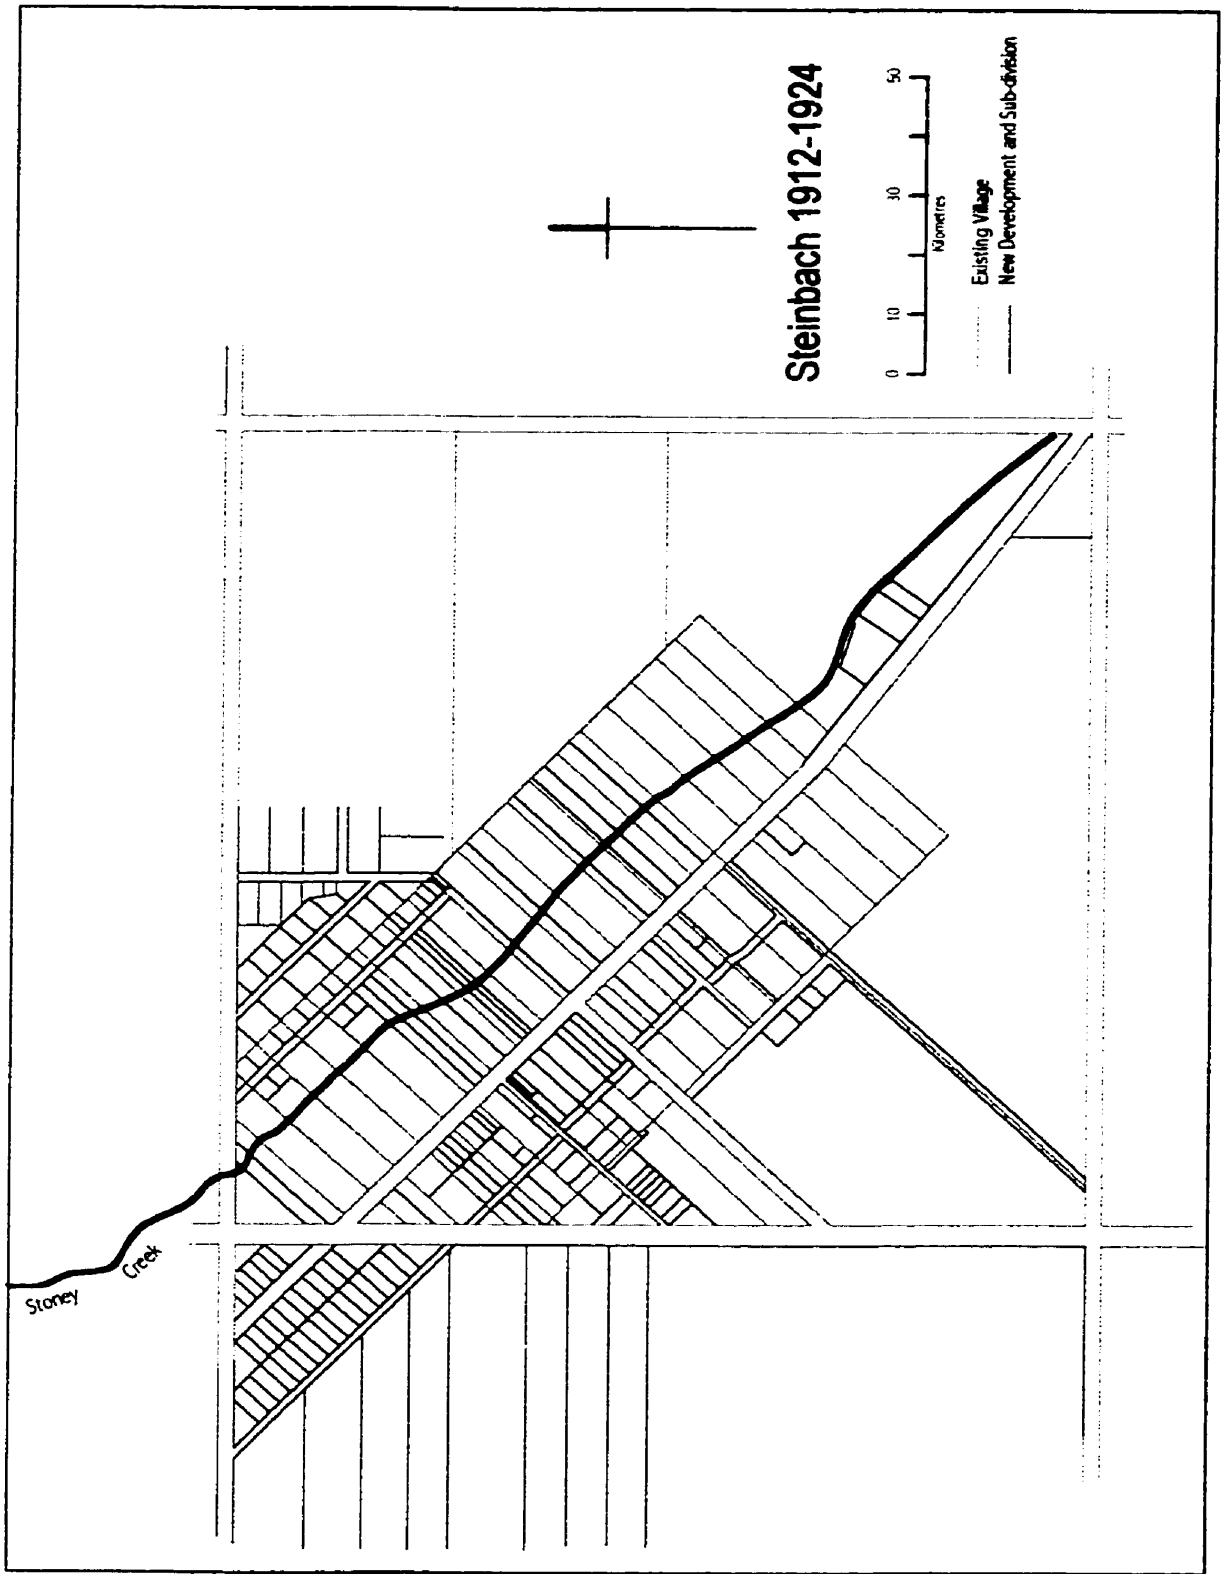 Stoney
Creek
Steinbach 1912-1924
0 10 30 50
Kilometres
Existing Village
New Development and Sub-division